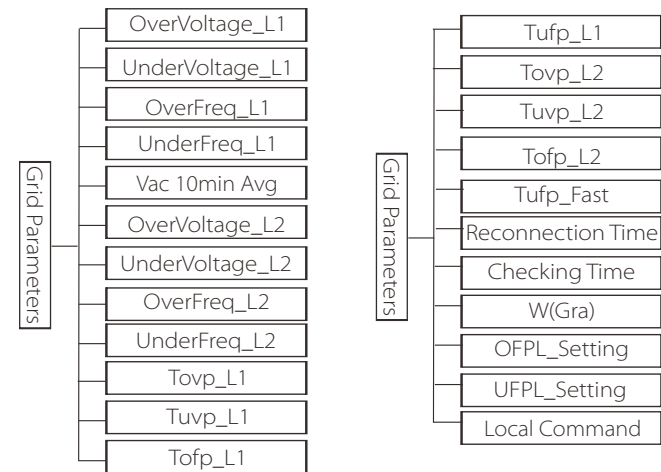 Grid Parameters
OverVoltage_L1
UnderVoltage_L1
OverFreq_L1
UnderFreq_L1
Vac 10min Avg
OverVoltage_L2
UnderVoltage_L2
OverFreq_L2
UnderFreq_L2
Tovp_L1
Tuvp_L1
Tofp_L1
Grid Parameters
Tufp_L1
Tovp_L2
Tuvp_L2
Tofp_L2
Tufp_Fast
Reconnection Time
Checking Time
W(Gra)
OFPL_Setting
UFPL_Setting
Local Command